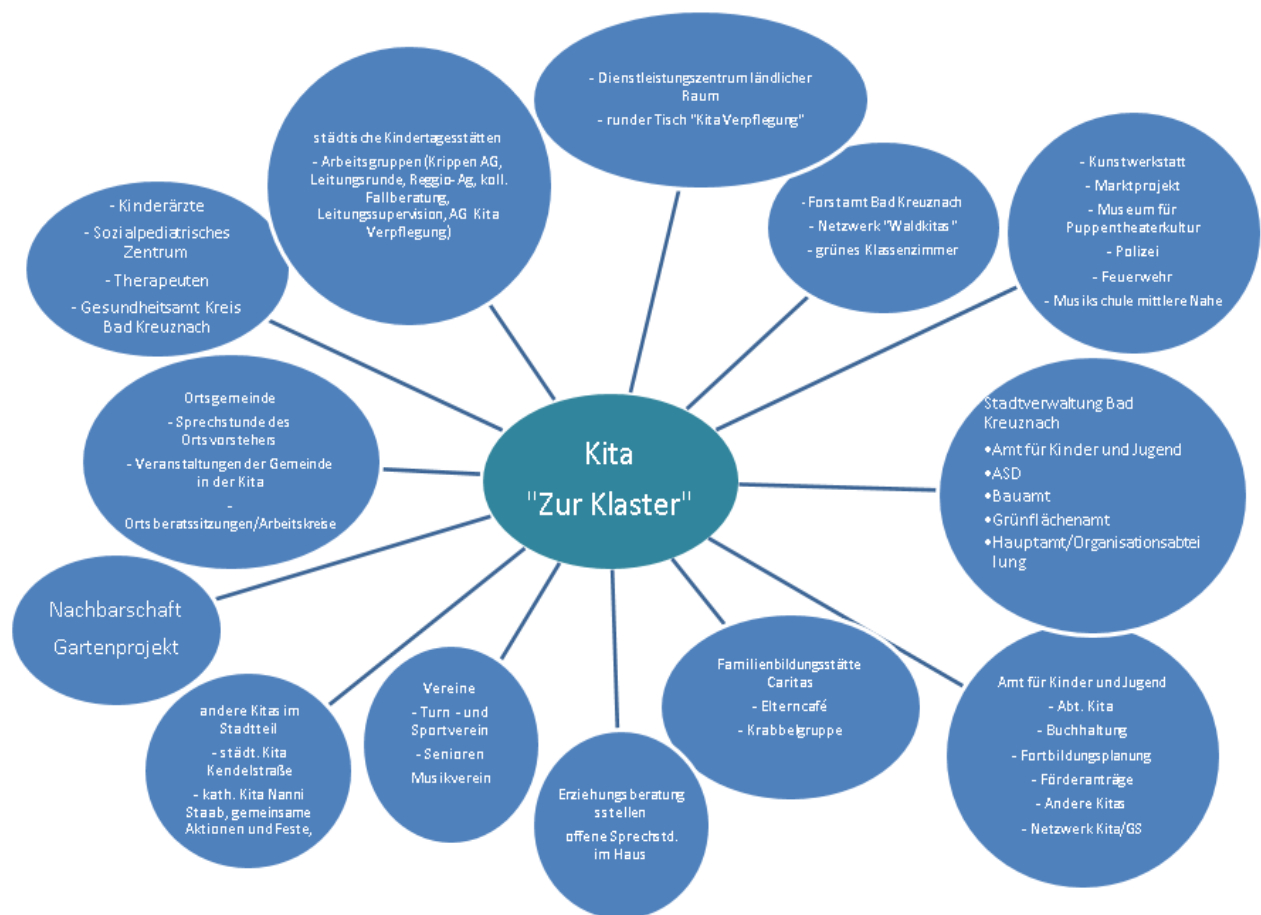 - Dienstleistungszentrum ländlicher
Raum
- runder Tisch "Kita Verpflegung"
städtische Kindertagesstätten
- Arbeitsgruppen (Krippen AG,
Leitungsrunde, Reggio-Ag, koll.
Fallberatung,
Leitungssupervision, AG Kita
Verpflegung)
- Forstamt Bad Kreuznach
- Netzwerk "Waldkitas"
- grünes Klassenzimmer
- Kunstwerkstatt
- Marktprojekt
- Museum für
Puppentheaterkultur
- Polizei
- Feuerwehr
- Musikschule mittlere Nahe
- Kinderärzte
- Sozialpediatrisches
Zentrum
- Therapeuten
- Gesundheitsamt Kreis
Bad Kreuznach
Ortsgemeinde
- Sprechstunde des
Ortsvorstehers
- Veranstaltungen der Gemeinde
in der Kita
-
Ortsberatssitzungen/Arbeitskreise
Kita
"Zur Klaster"
Stadtverwaltung Bad
Kreuznach
•Amt für Kinder und Jugend
•ASD
•Bauamt
•Grünflächenamt
•Hauptamt/Organisationsabtei
lung
Nachbarschaft
Gartenprojekt
andere Kitas im
Stadtteil
- städt. Kita
Kendelstraße
- kath. Kita Nanni
Staab, gemeinsame
Aktionen und Feste,
Vereine
- Turn - und
Sportverein
- Senioren
Musikverein
Erziehungsberatung
sstellen
offene Sprechstd.
im Haus
Familienbildungsstätte
Caritas
- Elterncafé
- Krabbelgruppe
Amt für Kinder und Jugend
- Abt. Kita
- Buchhaltung
- Fortbildungsplanung
- Förderanträge
- Andere Kitas
- Netzwerk Kita/GS